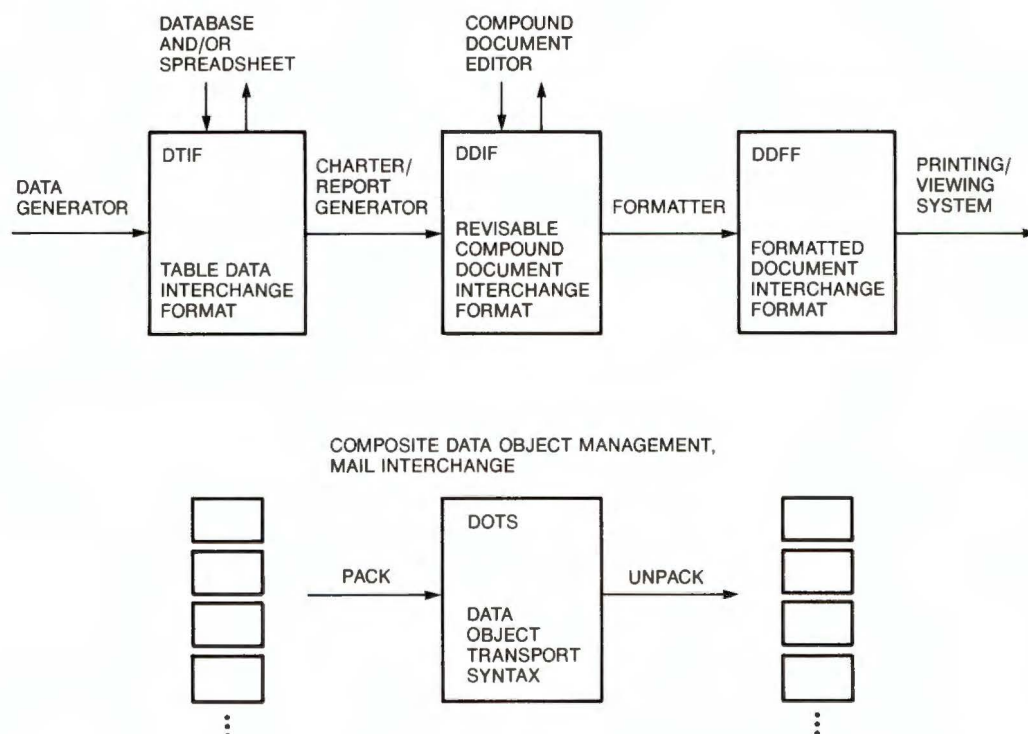 DATABASE
AND/OR
SPREADSHEET
COMPOUND
DOCUMENT
EDITOR
DATA
GENERATOR
DTIF
TABLE DATA
INTERCHANGE
FORMAT
CHARTER/
REPORT
GENERATOR
DDIF
REVISABLE
COMPOUND
DOCUMENT
INTERCHANGE
FORMAT
FORMATTER
DDFF
FORMATTED
DOCUMENT
INTERCHANGE
FORMAT
PRINTING/
VIEWING
SYSTEM
COMPOSITE DATA OBJECT MANAGEMENT,
MAIL INTERCHANGE
PACK
DOTS
DATA
OBJECT
TRANSPORT
SYNTAX
UNPACK